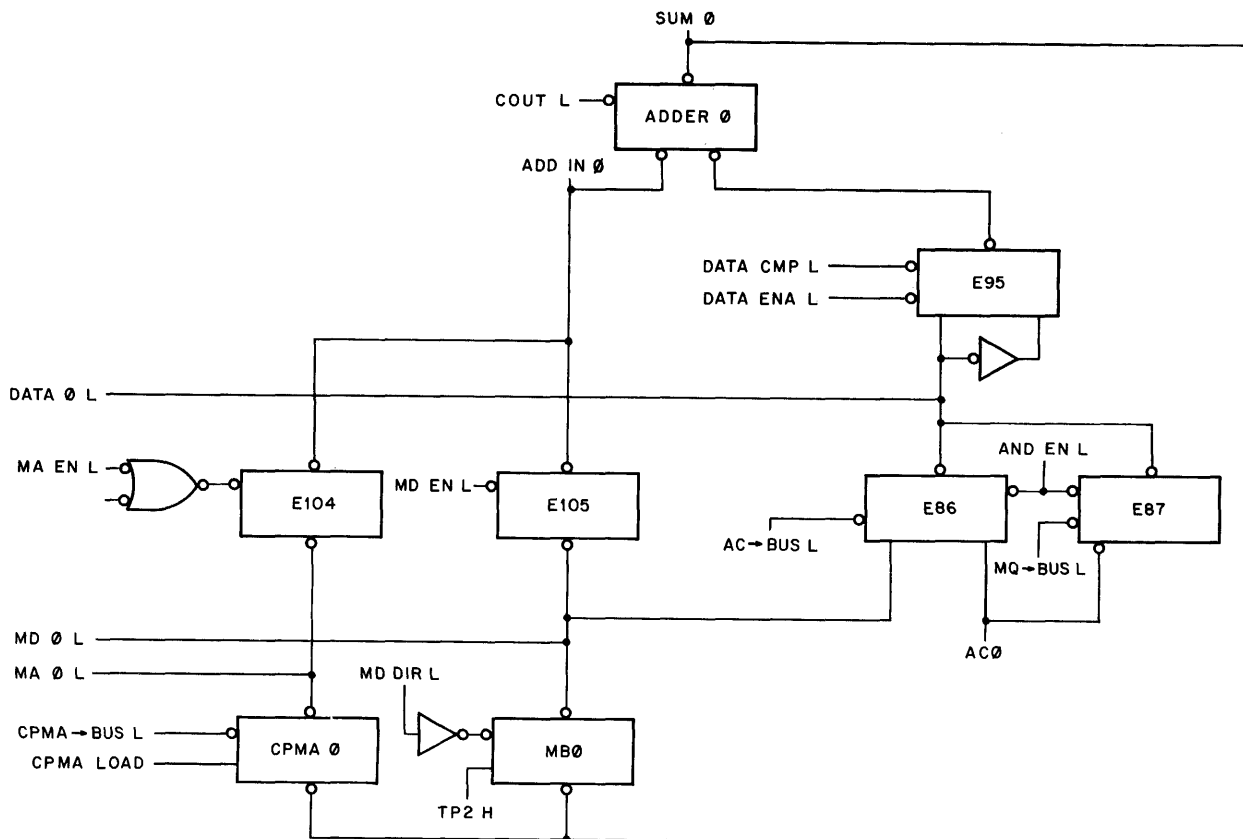 SUM Ø
COUT L
ADDER Ø
ADD IN Ø
DATA CMP L
DATA ENA L
E95
DATA Ø L
MA EN L
E104
MD EN L
E105
AND EN L
E86
E87
AC→BUS L
MQ→BUS L
MD Ø L
MA Ø L
ACØ
MD DIR L
CPMA→BUS L
CPMA LOAD
CPMA Ø
MBØ
TP2 H